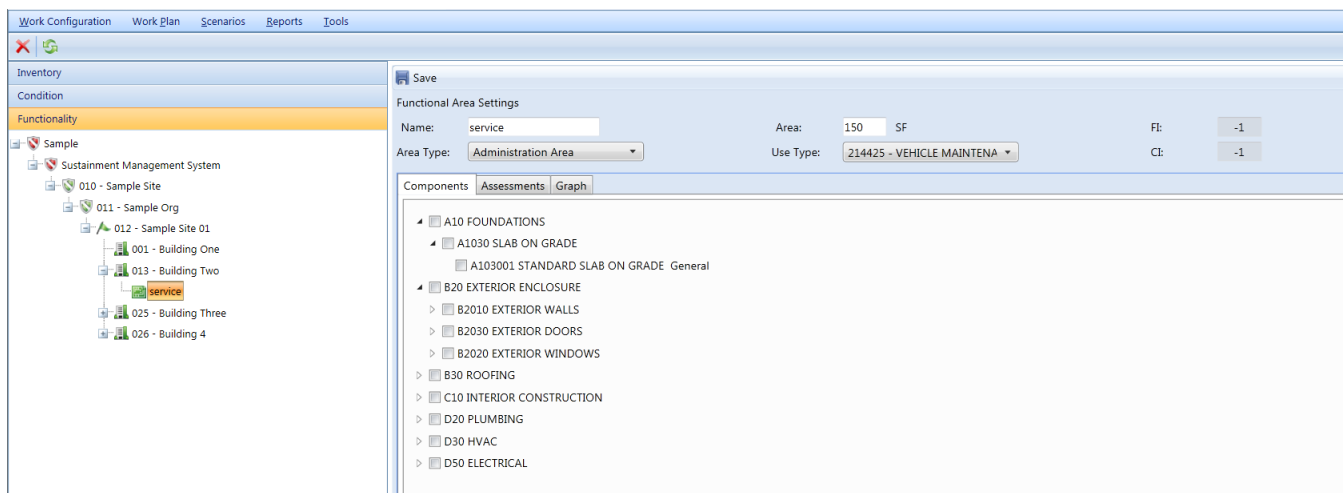 Work Configuration Work Plan Scenarios Reports Tools
Inventory
Condition
Functionality
Sample
Sustainment Management System
010 - Sample Site
011 - Sample Org
012 - Sample Site 01
001 - Building One
013 - Building Two
service
025 - Building Three
026 - Building 4
Save
Functional Area Settings
Name: service Area: 150 SF FI: -1
Area Type: Administration Area Use Type: 214425 - VEHICLE MAINTENA CI: -1
Components Assessments Graph
A10 FOUNDATIONS
A1030 SLAB ON GRADE
A103001 STANDARD SLAB ON GRADE General
B20 EXTERIOR ENCLOSURE
B2010 EXTERIOR WALLS
B2030 EXTERIOR DOORS
B2020 EXTERIOR WINDOWS
B30 ROOFING
C10 INTERIOR CONSTRUCTION
D20 PLUMBING
D30 HVAC
D50 ELECTRICAL